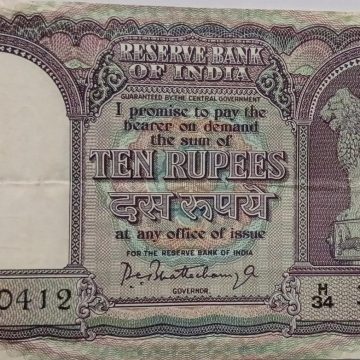 RESERVE BANK
OF INDIA
GUARANTEED BY THE CENTRAL GOVERNMENT
I promise to pay the
bearer on demand
the sum of
TEN RUPEES
दस रुपये
at any office of issue
FOR THE RESERVE BANK OF INDIA
P.C. Bhattacharyya
GOVERNOR.
0412
H
34